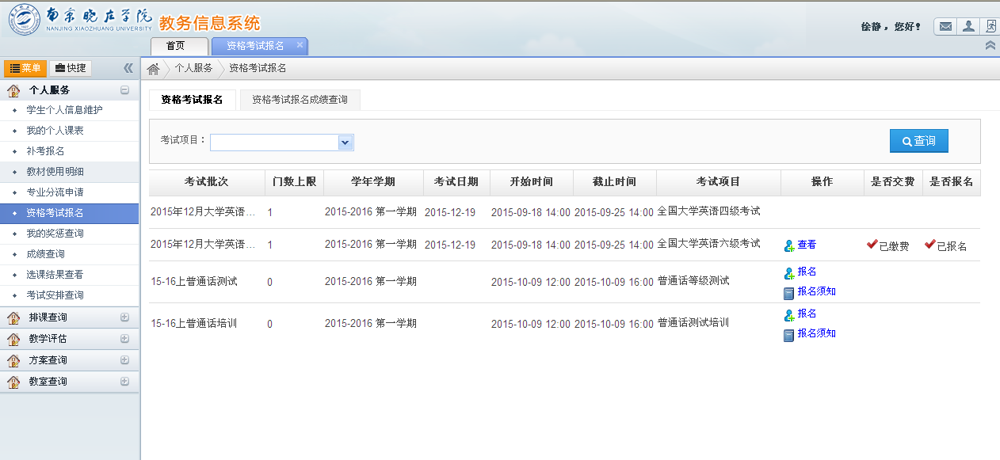 南京晓庄学院
NANJING XIAOZHUANG UNIVERSITY
教务信息系统
徐静，您好！
首页
资格考试报名 ×
菜单 快捷
个人服务 资格考试报名
个人服务
学生个人信息维护
我的个人课表
补考报名
教材使用明细
专业分流申请
资格考试报名
我的奖惩查询
成绩查询
选课结果查看
考试安排查询
排课查询
教学评估
方案查询
教室查询
资格考试报名 资格考试报名成绩查询
考试项目： 查询
考试批次 门数上限 学年学期 考试日期 开始时间 截止时间 考试项目 操作 是否交费 是否报名
2015年12月大学英语… 1 2015-2016 第一学期 2015-12-19 2015-09-18 14:00 2015-09-25 14:00 全国大学英语四级考试
2015年12月大学英语… 1 2015-2016 第一学期 2015-12-19 2015-09-18 14:00 2015-09-25 14:00 全国大学英语六级考试 查看 已缴费 已报名
15-16上普通话测试 0 2015-2016 第一学期 2015-10-09 12:00 2015-10-09 16:00 普通话等级测试 报名
报名须知
15-16上普通话培训 0 2015-2016 第一学期 2015-10-09 12:00 2015-10-09 16:00 普通话测试培训 报名
报名须知